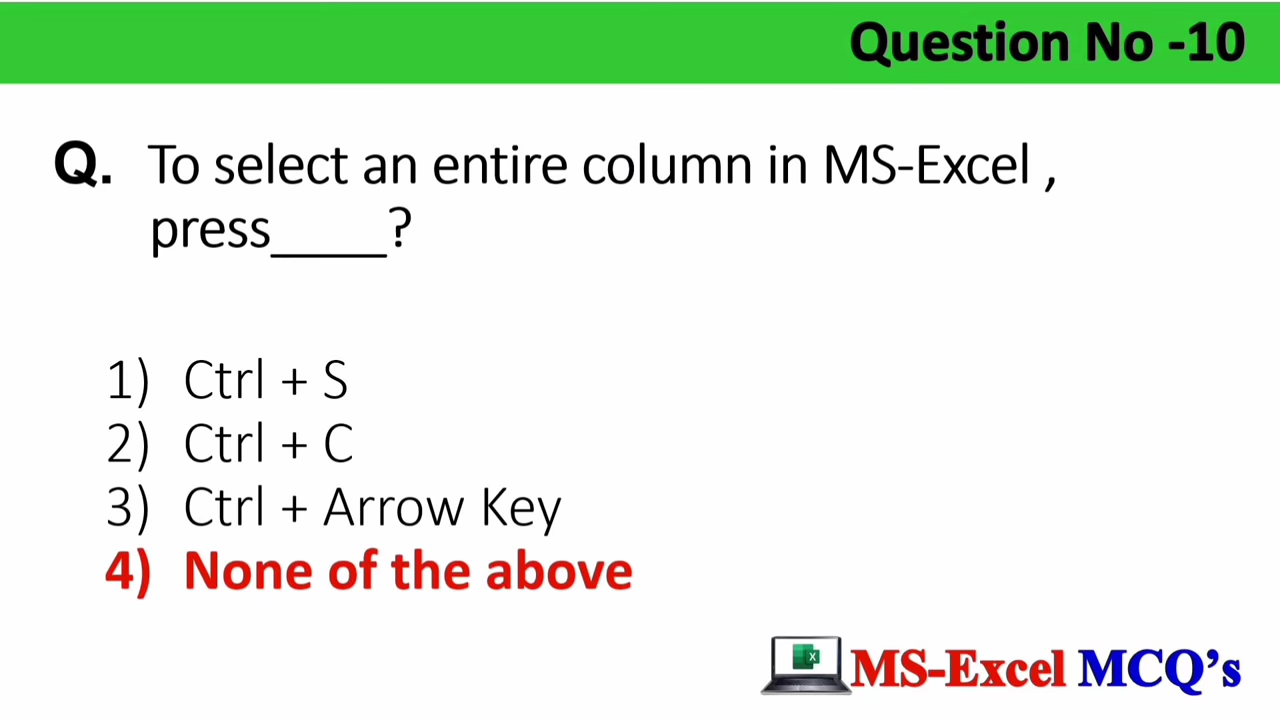 Question No -10
Q. To select an entire column in MS-Excel ,
press____?
1) Ctrl + S
2) Ctrl + C
3) Ctrl + Arrow Key
4) None of the above
X MS-Excel MCQ’s